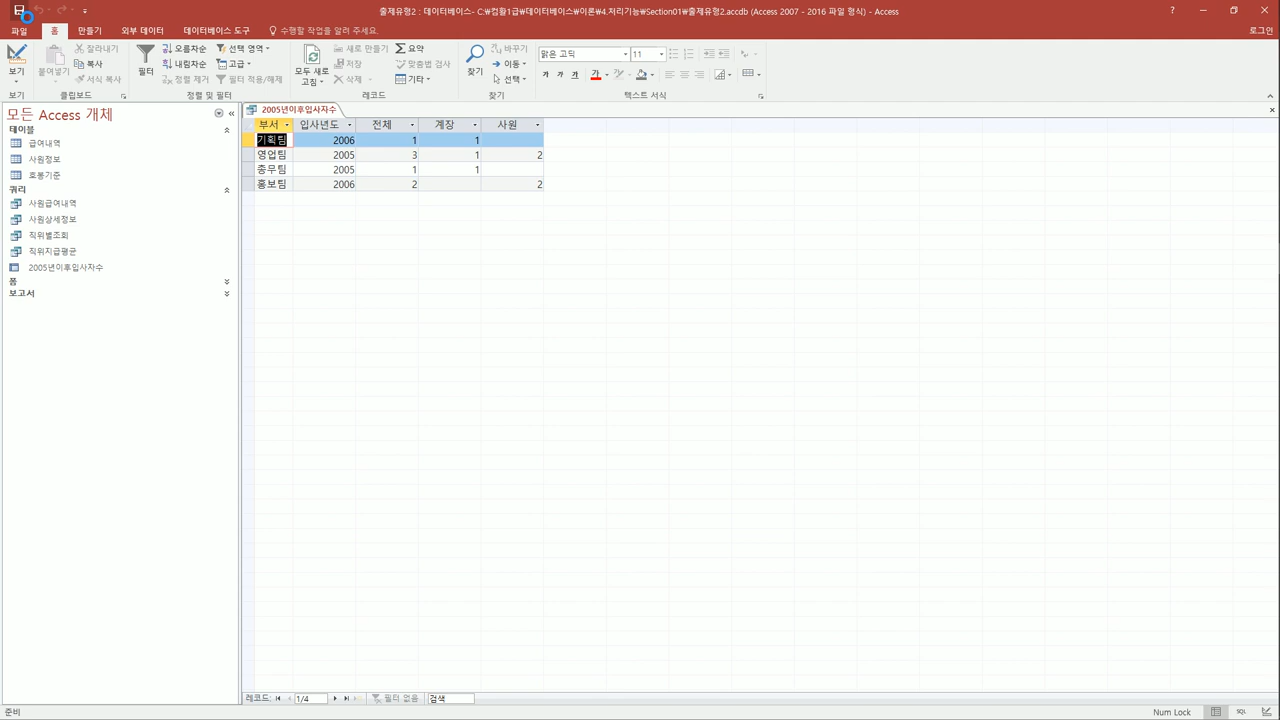 출제유형2 : 데이터베이스- C:₩컴활1급₩데이터베이스₩이론₩4.처리기능₩Section01₩출제유형2.accdb (Access 2007 - 2016 파일 형식) - Access
?
파일 홈 만들기 외부 데이터 데이터베이스 도구 수행할 작업을 알려 주세요. 로그인
보기 붙여넣기 잘라내기 복사 서식 복사
필터 오름차순 내림차순 정렬 제거 선택 영역 고급 필터 적용/해제
모두 새로 고침 새로 만들기 저장 삭제 요약 맞춤법 검사 기타
찾기 바꾸기 이동 선택
맑은 고딕 11
가 가 가 가
보기 클립보드 정렬 및 필터 레코드 찾기 텍스트 서식
모든 Access 개체
테이블
급여내역
사원정보
호봉기준
쿼리
사원급여내역
사원상세정보
직위별조회
직위지급평균
2005년이후입사자수
폼
보고서
2005년이후입사자수
부서 입사년도 전체 계장 사원
기획팀 2006 1 1
영업팀 2005 3 1 2
총무팀 2005 1 1
홍보팀 2006 2 2
레코드: 1/4 필터 없음 검색
준비 Num Lock SQL